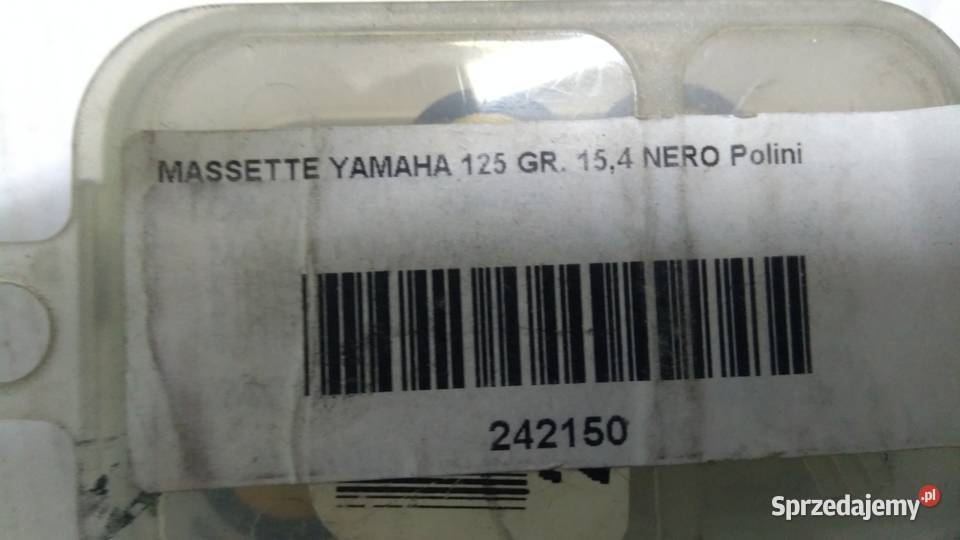 MASSETTE YAMAHA 125 GR. 15,4 NERO Polini
242150
Sprzedajemy.pl